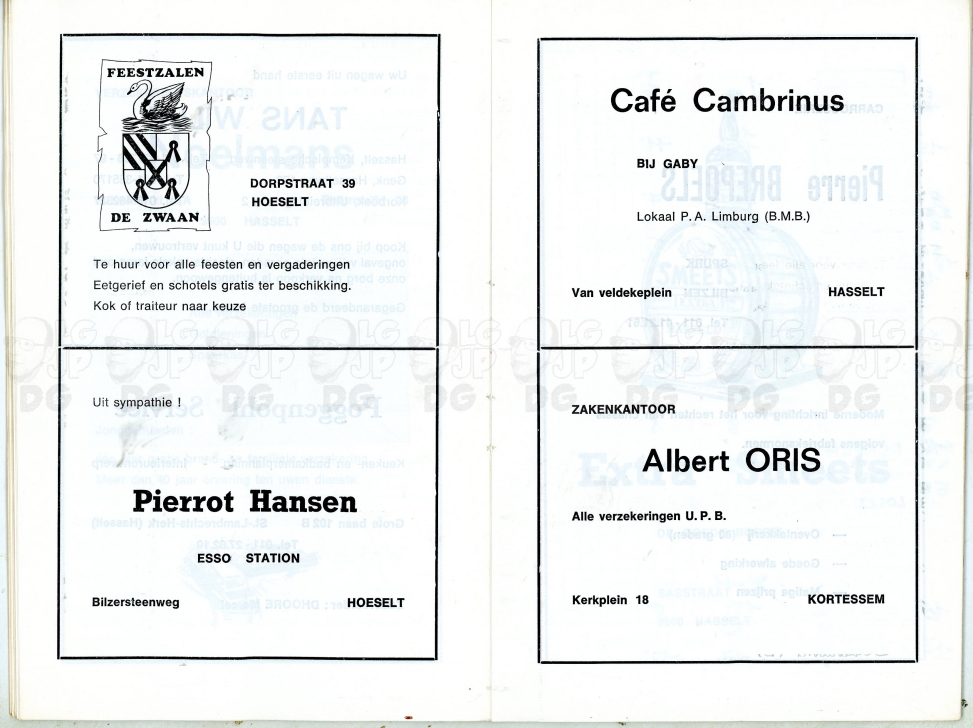 FEESTZALEN
DE ZWAAN
DORPSTRAAT 39
HOESELT
Te huur voor alle feesten en vergaderingen
Eetgerief en schotels gratis ter beschikking.
Kok of traiteur naar keuze
Uit sympathie !
Pierrot Hansen
ESSO STATION
Bilzersteenweg HOESELT
Café Cambrinus
BIJ GABY
Lokaal P. A. Limburg (B.M.B.)
Van veldekeplein HASSELT
ZAKENKANTOOR
Albert ORIS
Alle verzekeringen U. P. B.
Kerkplein 18 KORTESSEM